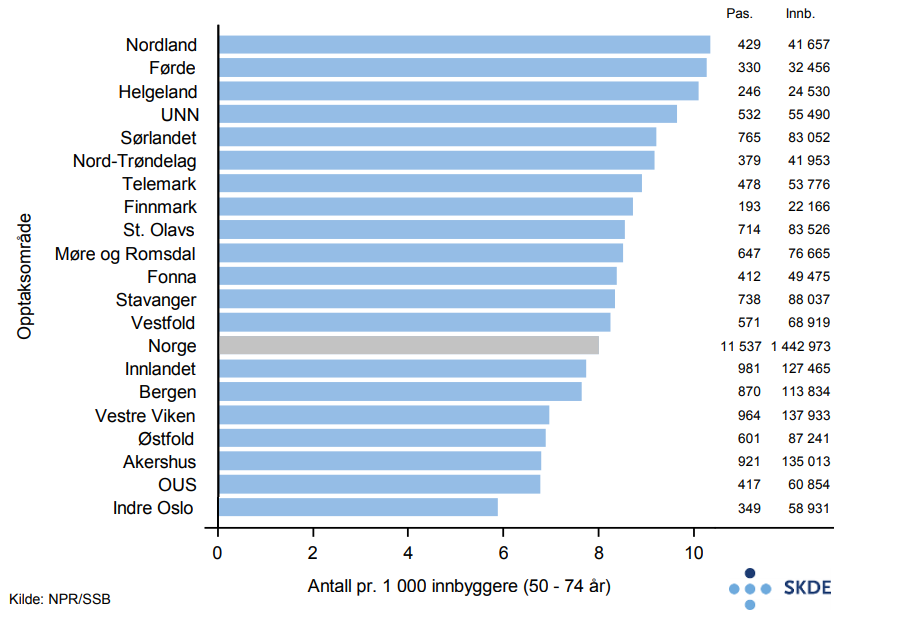 Pas. Innb.
Nordland 429 41 657
Førde 330 32 456
Helgeland 246 24 530
UNN 532 55 490
Sørlandet 765 83 052
Nord-Trøndelag 379 41 953
Telemark 478 53 776
Finnmark 193 22 166
St. Olavs 714 83 526
Møre og Romsdal 647 76 665
Fonna 412 49 475
Stavanger 738 88 037
Vestfold 571 68 919
Norge 11 537 1 442 973
Innlandet 981 127 465
Bergen 870 113 834
Vestre Viken 964 137 933
Østfold 601 87 241
Akershus 921 135 013
OUS 417 60 854
Indre Oslo 349 58 931
Opptaksområde
0 2 4 6 8 10
Antall pr. 1 000 innbyggere (50 - 74 år)
SKDE
Kilde: NPR/SSB